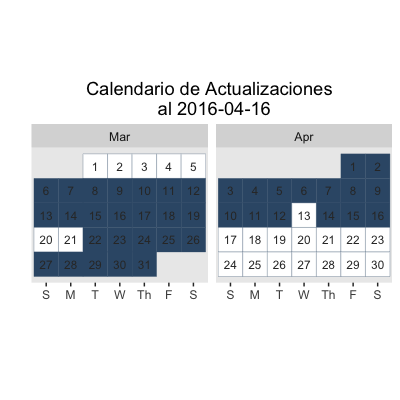 Calendario de Actualizaciones
al 2016-04-16
Mar
1 2 3 4 5
6 7 8 9 10 11 12
13 14 15 16 17 18 19
20 21 22 23 24 25 26
27 28 29 30 31
S M T W Th F S
Apr
1 2
3 4 5 6 7 8 9
10 11 12 13 14 15 16
17 18 19 20 21 22 23
24 25 26 27 28 29 30
S M T W Th F S